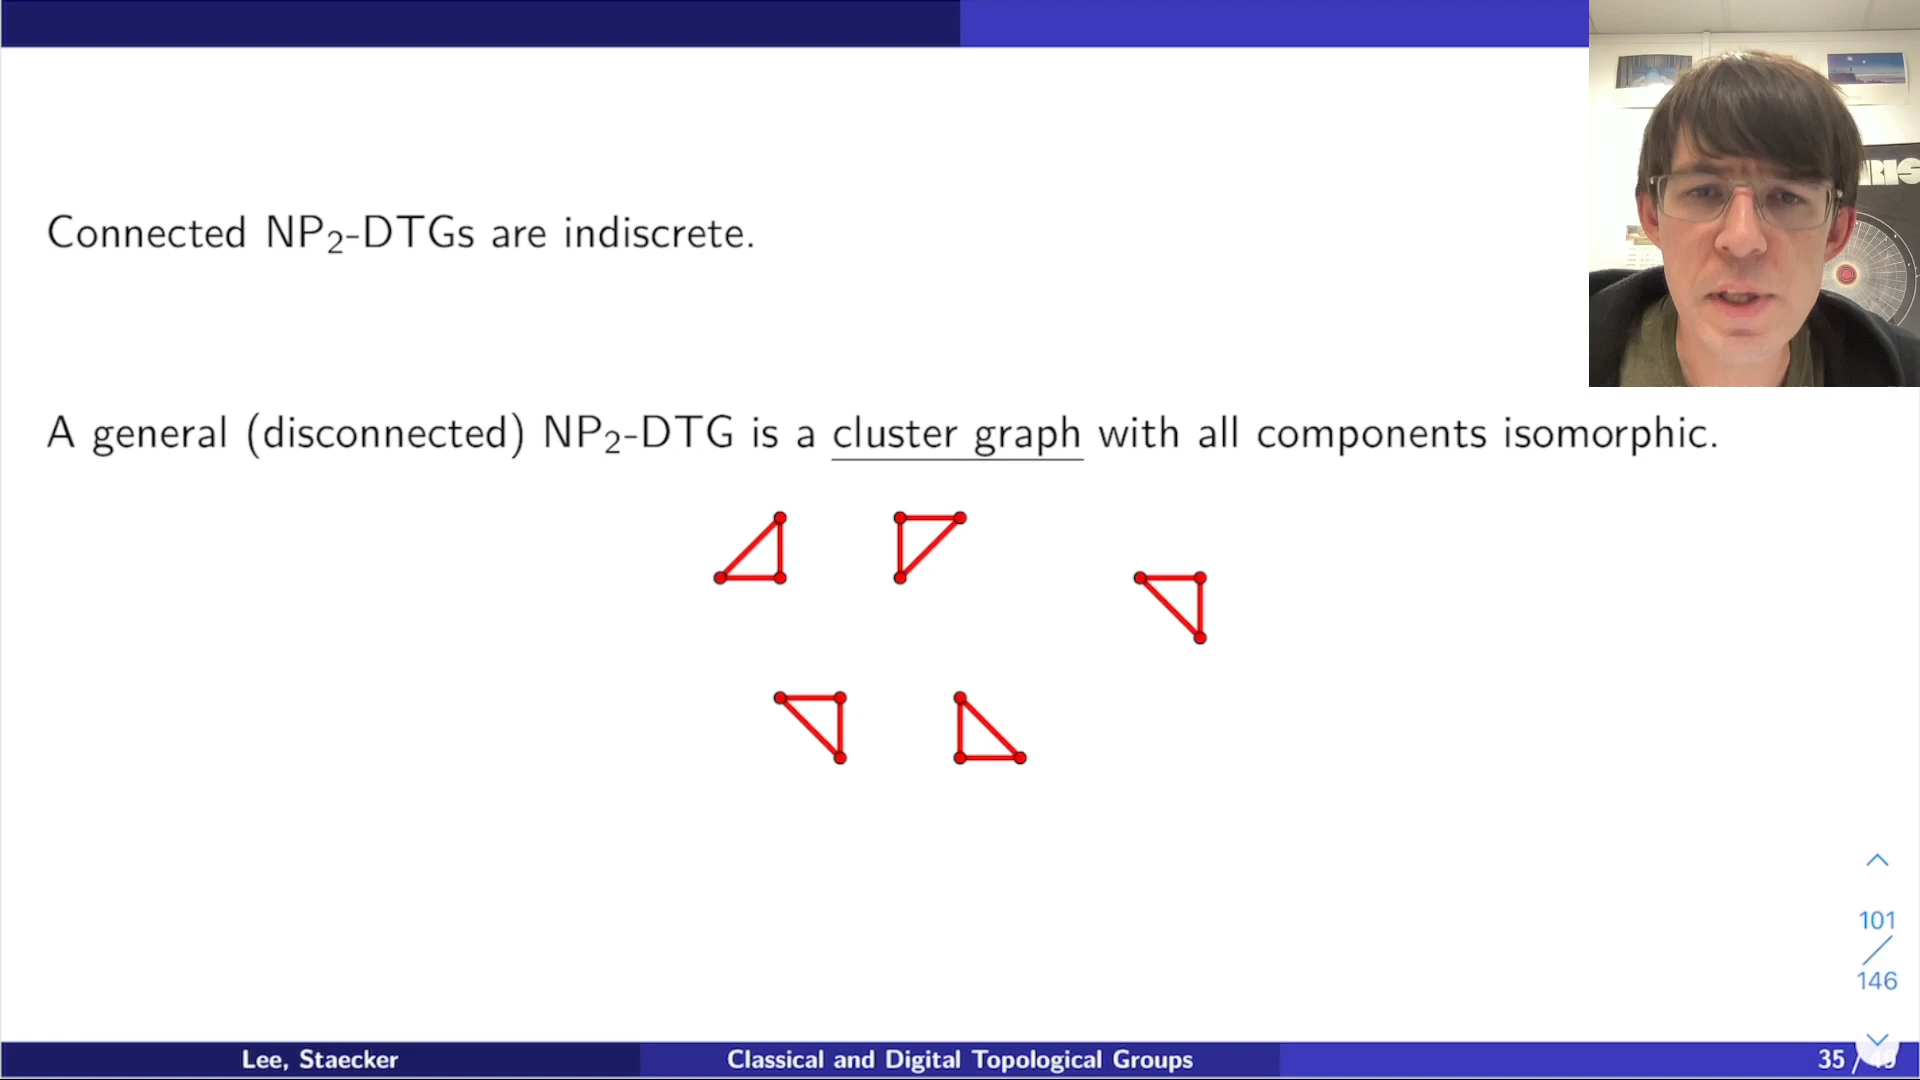 RIS
Connected NP₂-DTGs are indiscrete.
A general (disconnected) NP₂-DTG is a cluster graph with all components isomorphic.
101
/
146
Lee, Staecker
Classical and Digital Topological Groups
35 /